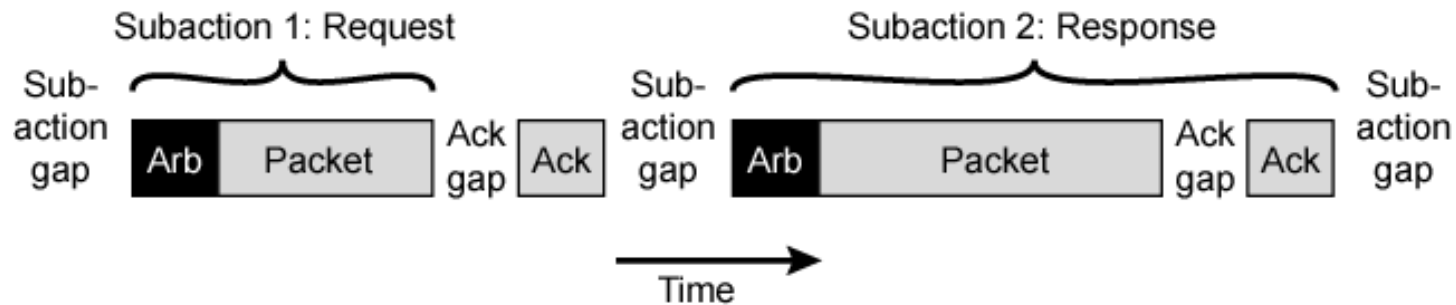 Subaction 1: Request
Subaction 2: Response
Sub-
action
gap
Arb
Packet
Ack
gap
Ack
Sub-
action
gap
Arb
Packet
Ack
gap
Ack
Sub-
action
gap
Time